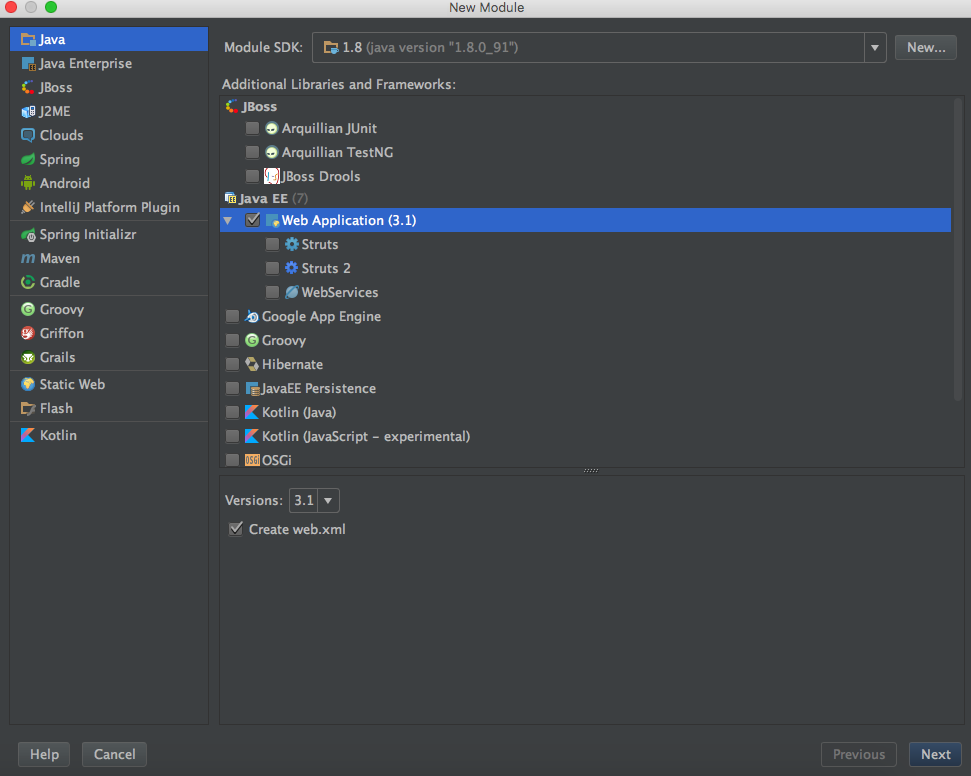 New Module
Java
Java Enterprise
JBoss
J2ME
Clouds
Spring
Android
IntelliJ Platform Plugin
Spring Initializr
Maven
Gradle
Groovy
Griffon
Grails
Static Web
Flash
Kotlin
Module SDK: 1.8 (java version "1.8.0_91") New...
Additional Libraries and Frameworks:
JBoss
Arquillian JUnit
Arquillian TestNG
JBoss Drools
Java EE (7)
Web Application (3.1)
Struts
Struts 2
WebServices
Google App Engine
Groovy
Hibernate
JavaEE Persistence
Kotlin (Java)
Kotlin (JavaScript – experimental)
OSGi
Versions: 3.1
Create web.xml
Help Cancel Previous Next